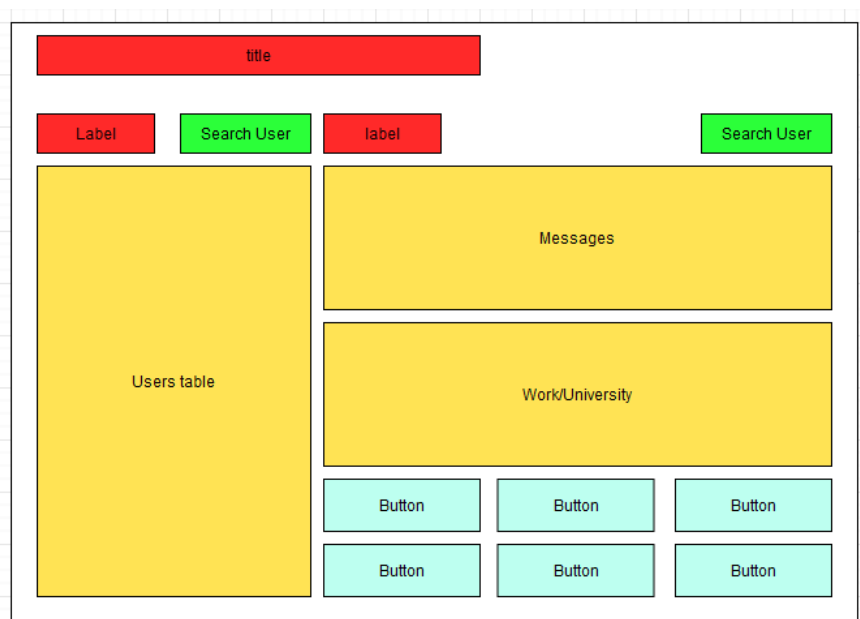 title
Label
Search User
label
Search User
Messages
Users table
Work/University
Button
Button
Button
Button
Button
Button